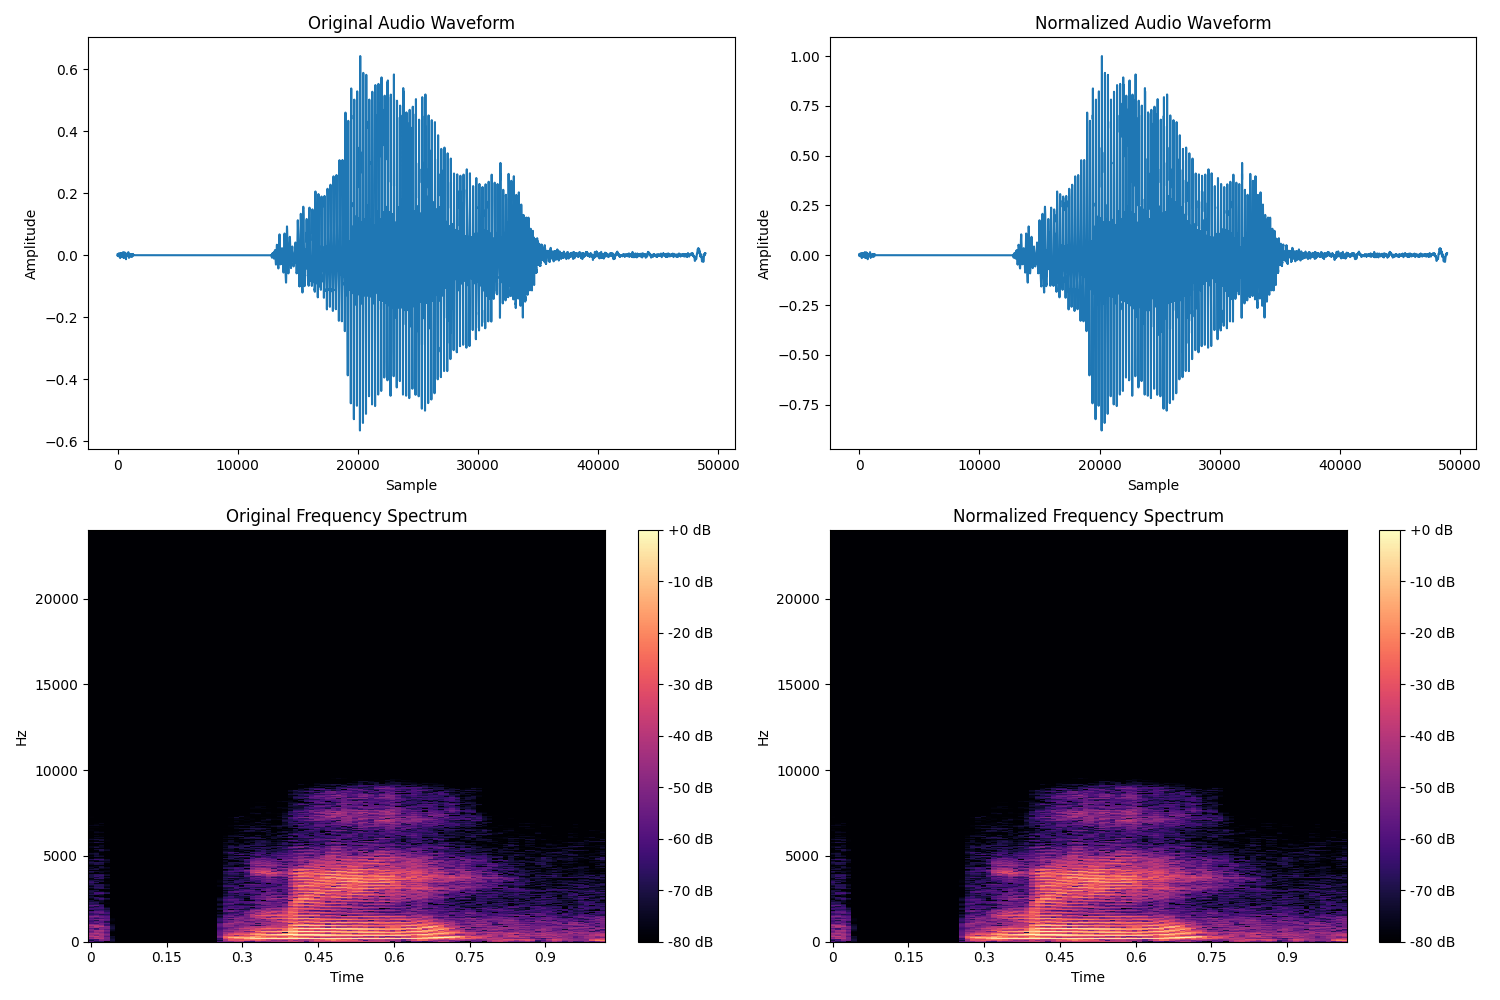 Original Audio Waveform
Normalized Audio Waveform
Amplitude
0.6
0.4
0.2
0.0
−0.2
−0.4
−0.6
0 10000 20000 30000 40000 50000
Sample
Amplitude
1.00
0.75
0.50
0.25
0.00
−0.25
−0.50
−0.75
0 10000 20000 30000 40000 50000
Sample
Original Frequency Spectrum
Hz
20000
15000
10000
5000
0
0 0.15 0.3 0.45 0.6 0.75 0.9
Time
+0 dB
-10 dB
-20 dB
-30 dB
-40 dB
-50 dB
-60 dB
-70 dB
-80 dB
Normalized Frequency Spectrum
Hz
20000
15000
10000
5000
0
0 0.15 0.3 0.45 0.6 0.75 0.9
Time
+0 dB
-10 dB
-20 dB
-30 dB
-40 dB
-50 dB
-60 dB
-70 dB
-80 dB